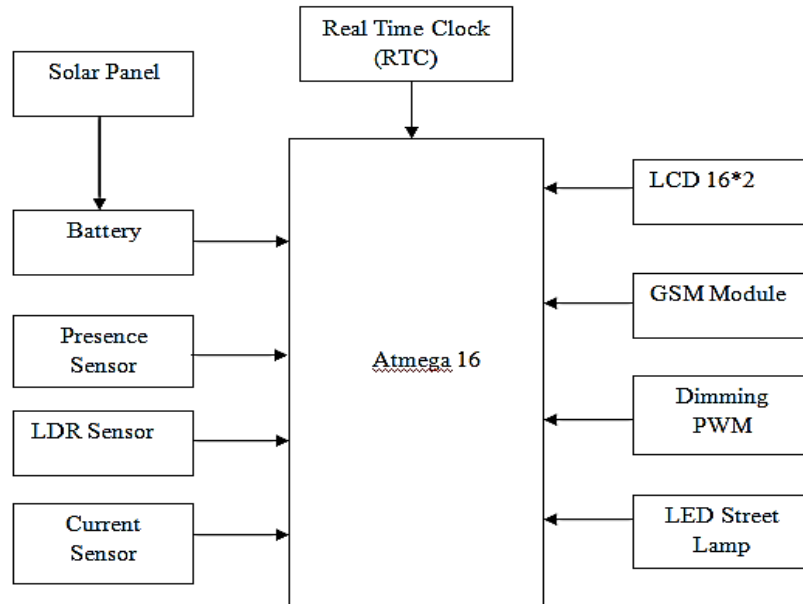 Real Time Clock
(RTC)
Solar Panel
Battery
Presence
Sensor
LDR Sensor
Current
Sensor
Atmega 16
LCD 16*2
GSM Module
Dimming
PWM
LED Street
Lamp